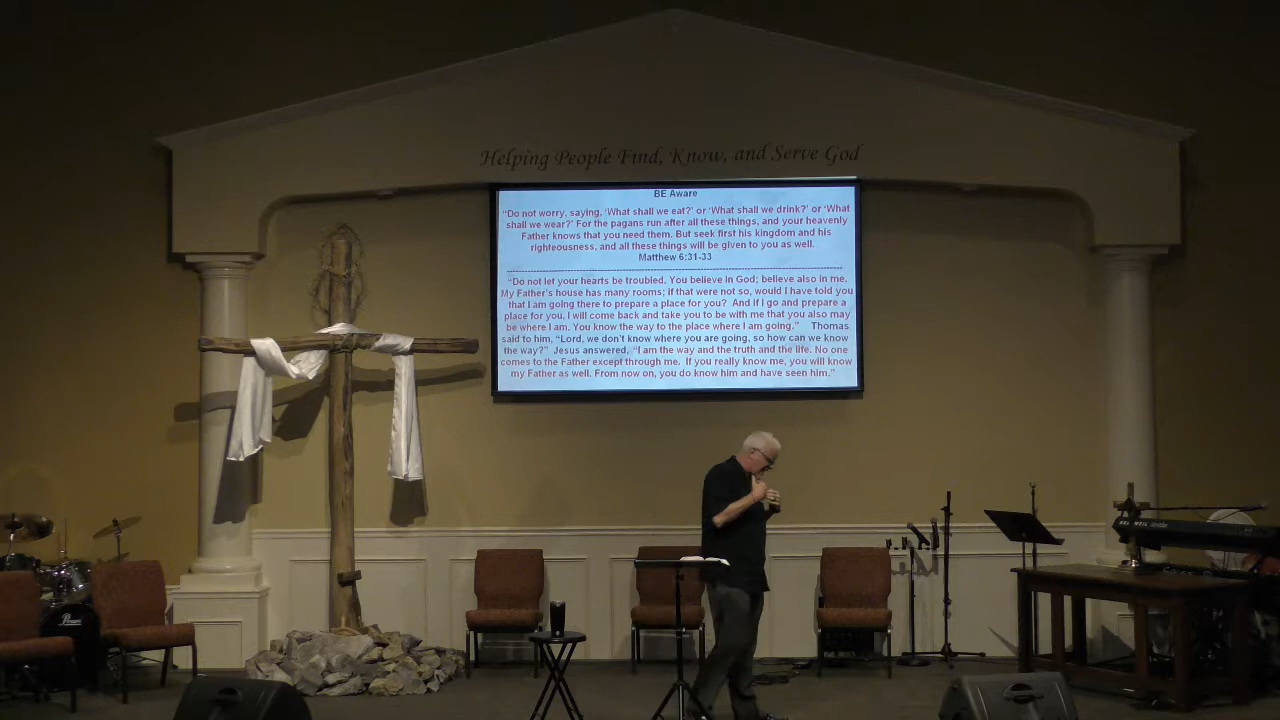 Helping People Find, Know, and Serve God
BE Aware
“Do not worry, saying, ‘What shall we eat?’ or ‘What shall we drink?’ or ‘What
shall we wear?’ For the pagans run after all these things, and your heavenly
Father knows that you need them. But seek first his kingdom and his
righteousness, and all these things will be given to you as well.
Matthew 6:31-33
“Do not let your hearts be troubled. You believe in God; believe also in me.
My Father’s house has many rooms; if that were not so, would I have told you
that I am going there to prepare a place for you? And if I go and prepare a
place for you, I will come back and take you to be with me that you also may
be where I am. You know the way to the place where I am going.” Thomas
said to him, “Lord, we don’t know where you are going, so how can we know
the way?” Jesus answered, “I am the way and the truth and the life. No one
comes to the Father except through me. If you really know me, you will know
my Father as well. From now on, you do know him and have seen him.”
Pearl
KURZWEIL